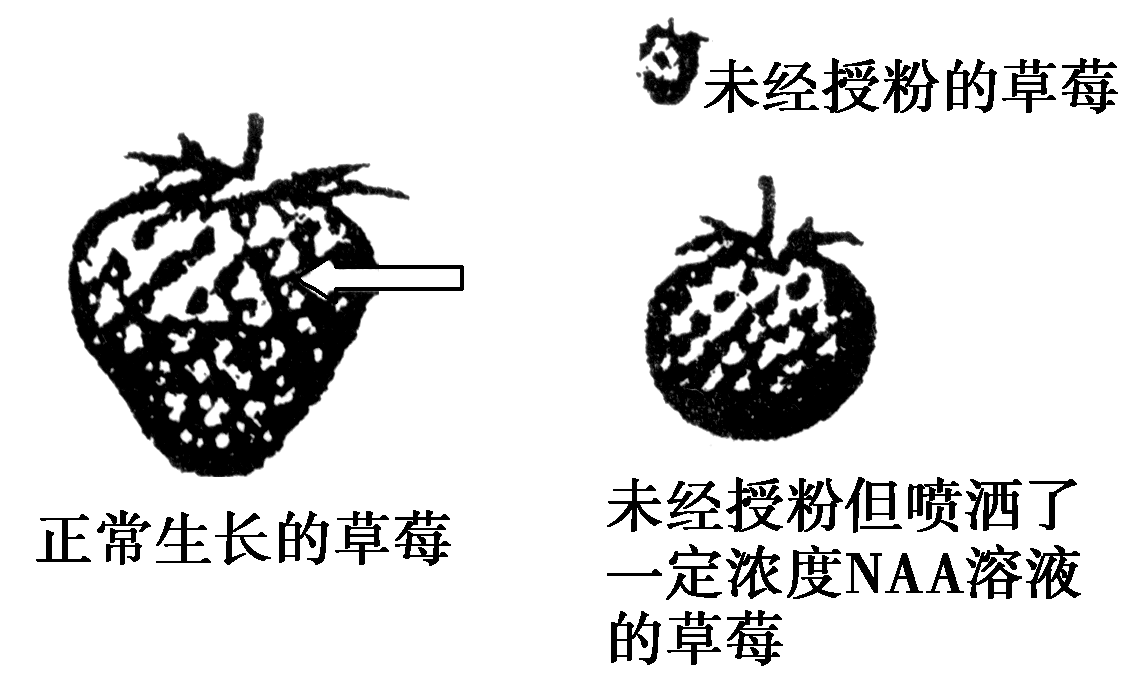 未经授粉的草莓
正常生长的草莓
未经授粉但喷洒了
一定浓度NAA溶液
的草莓